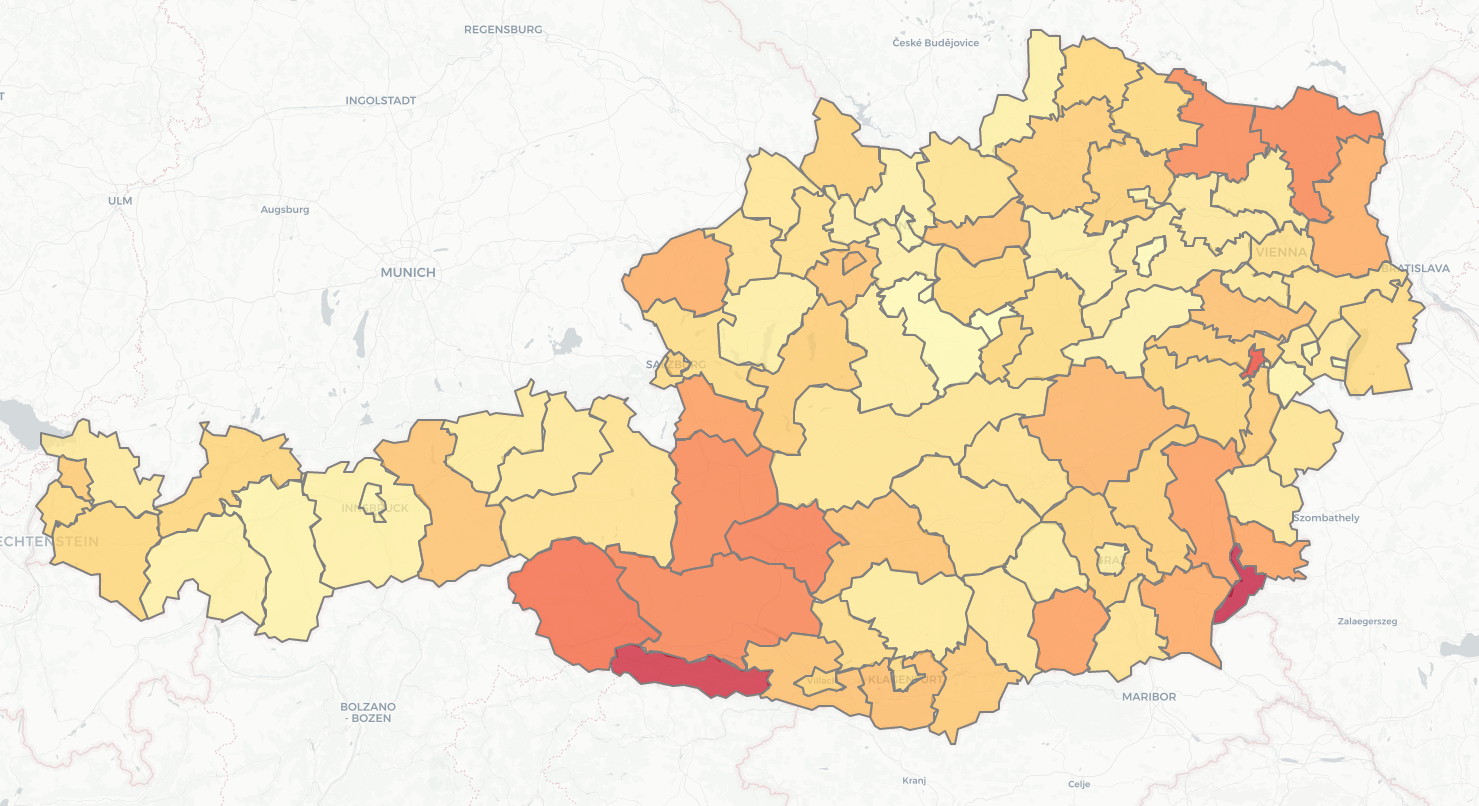 REGENSBURG
České Budějovice
INGOLSTADT
ULM
Augsburg
VIENNA
MUNICH
BRATISLAVA
SALZBURG
INNSBRUCK
Szombathely
ECHTENSTEIN
GRAZ
Zalaegerszeg
Villach
KLAGENFURT
MARIBOR
BOLZANO
- BOZEN
Kranj
Celje